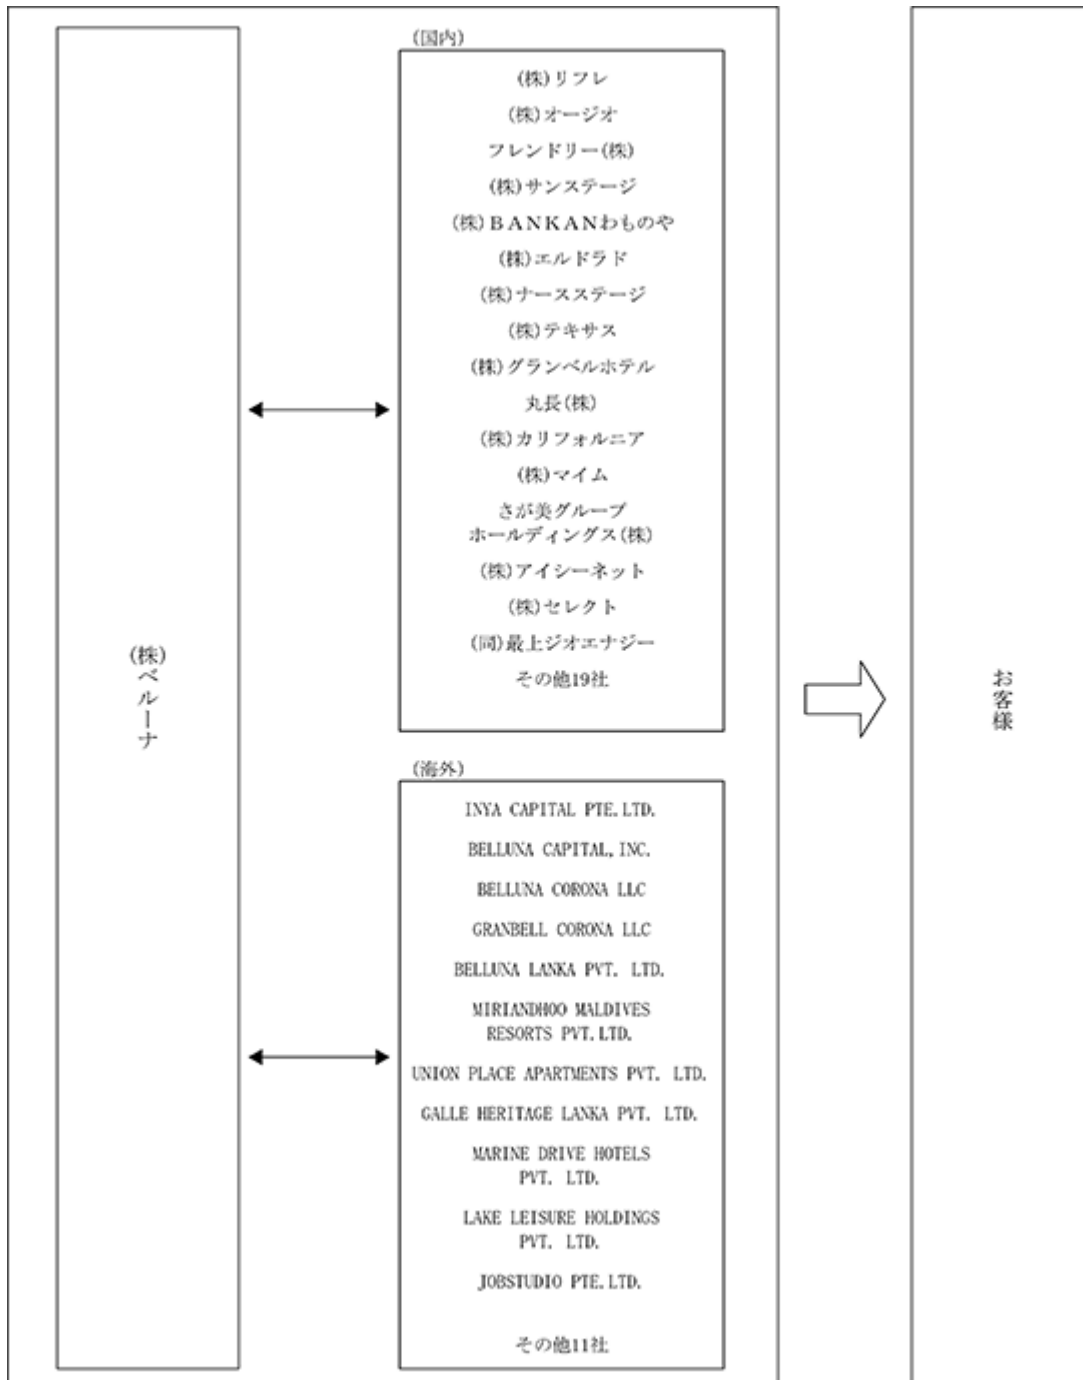 (株)ベルーナ
(国内)
(株)リフレ
(株)オージオ
フレンドリー(株)
(株)サンステージ
(株)ＢＡＮＫＡＮわものや
(株)エルドラド
(株)ナースステージ
(株)テキサス
(株)グランベルホテル
丸長(株)
(株)カリフォルニア
(株)マイム
さが美グループ
ホールディングス(株)
(株)アイシーネット
(株)セレクト
(同)最上ジオエナジー
その他19社
(海外)
INYA CAPITAL PTE.LTD.
BELLUNA CAPITAL,INC.
BELLUNA CORONA LLC
GRANBELL CORONA LLC
BELLUNA LANKA PVT. LTD.
MIRIANDHOO MALDIVES
RESORTS PVT.LTD.
UNION PLACE APARTMENTS PVT. LTD.
GALLE HERITAGE LANKA PVT. LTD.
MARINE DRIVE HOTELS
PVT. LTD.
LAKE LEISURE HOLDINGS
PVT. LTD.
JOBSTUDIO PTE.LTD.
その他11社
お客様